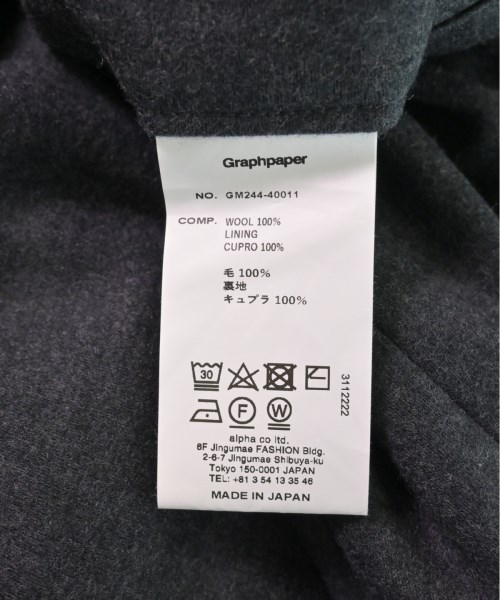 Graphpaper
NO. GM244-40011
COMP. WOOL 100%
LINING
CUPRO 100%
毛 100%
裏地
キュプラ 100%
30
F W
3112222
alpha co ltd.
6F Jingumae FASHION Bldg.
2-6-7 Jingumae Shibuya-ku
Tokyo 150-0001 JAPAN
TEL: +81 3 54 13 35 46
MADE IN JAPAN